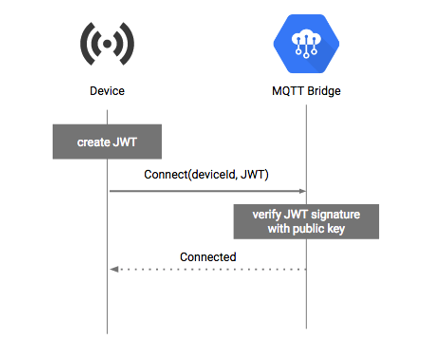 Device
MQTT Bridge
create JWT
Connect(deviceId, JWT)
verify JWT signature
with public key
Connected